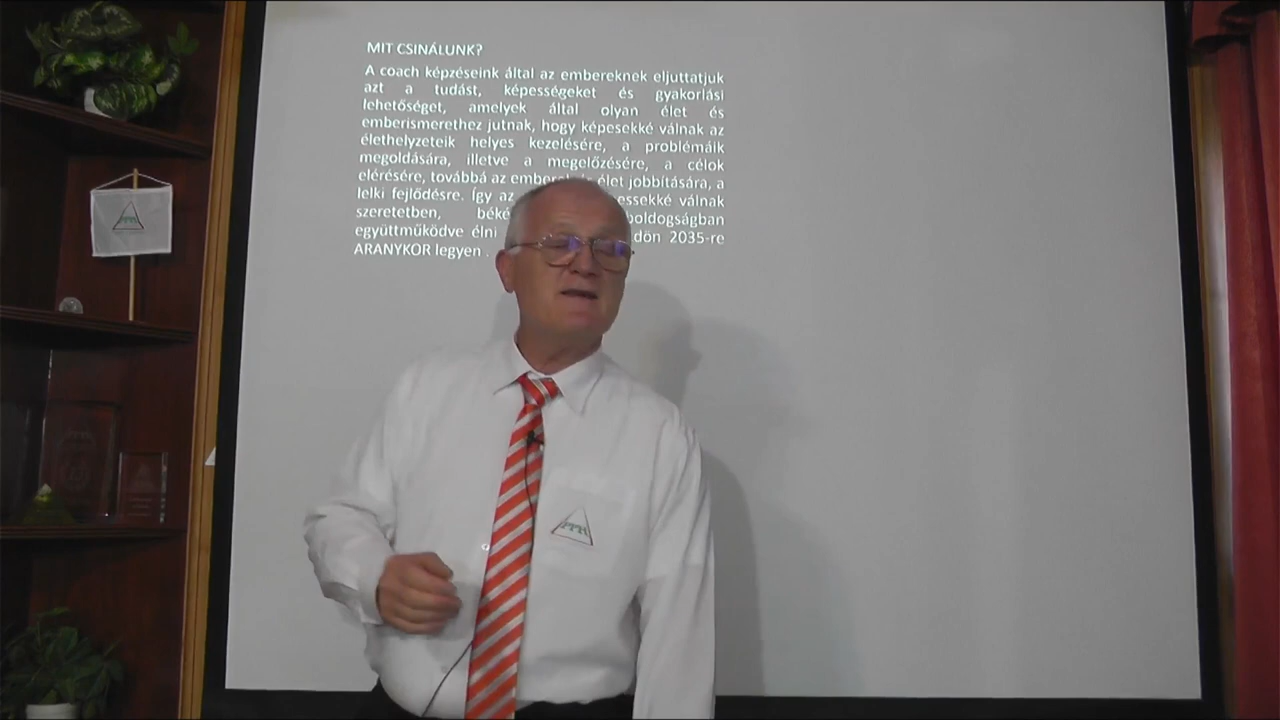 MIT CSINÁLUNK?
A coach képzéseink által az embereknek eljuttatjuk
azt a tudást, képességeket és gyakorlási
lehetőséget, amelyek által olyan élet és
emberismerethez jutnak, hogy képesekké válnak az
élethelyzeteik helyes kezelésére, a problémáik
megoldására, illetve a megelőzésére, a célok
elérésére, továbbá az élet jobbítására, a
lelki fejlődésre. Így az essekké válnak
szeretetben, béké boldogságban
együttműködve élni dön 2035-re
ARANYKOR legyen .